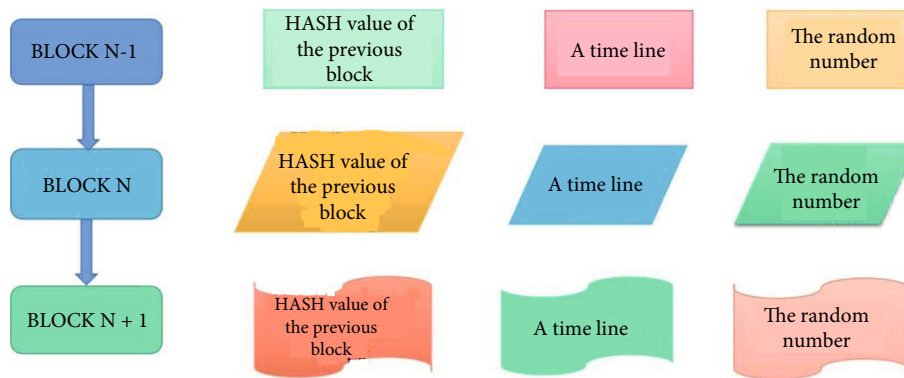 BLOCK N-1
HASH value of
the previous
block
A time line
The random
number
BLOCK N
HASH value of
the previous
block
A time line
The random
number
BLOCK N + 1
HASH value of
the previous
block
A time line
The random
number